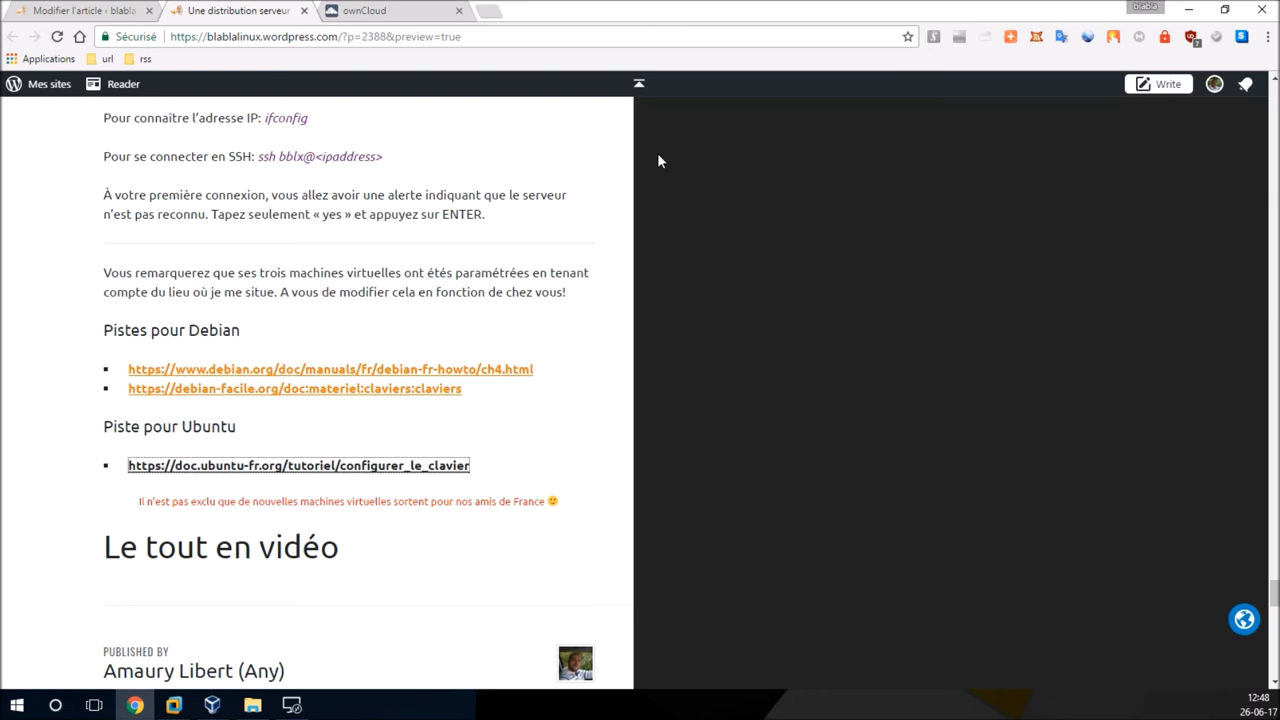 Modifier l'article ‹ blabla
Une distribution serveur
ownCloud
blabla
Sécurisé
https://blablalinux.wordpress.com/?p=2388&preview=true
7
Applications
url
rss
Mes sites
Reader
Write
Pour connaître l'adresse IP: ifconfig
Pour se connecter en SSH: ssh bblx@<ipaddress>
À votre première connexion, vous allez avoir une alerte indiquant que le serveur
n'est pas reconnu. Tapez seulement « yes » et appuyez sur ENTER.
Vous remarquerez que ses trois machines virtuelles ont étés paramétrées en tenant
compte du lieu où je me situe. A vous de modifier cela en fonction de chez vous!
Pistes pour Debian
https://www.debian.org/doc/manuals/fr/debian-fr-howto/ch4.html
https://debian-facile.org/doc:materiel:claviers:claviers
Piste pour Ubuntu
https://doc.ubuntu-fr.org/tutoriel/configurer_le_clavier
Il n'est pas exclu que de nouvelles machines virtuelles sortent pour nos amis de France 🙂
Le tout en vidéo
PUBLISHED BY
Amaury Libert (Any)
12:48
26-06-17